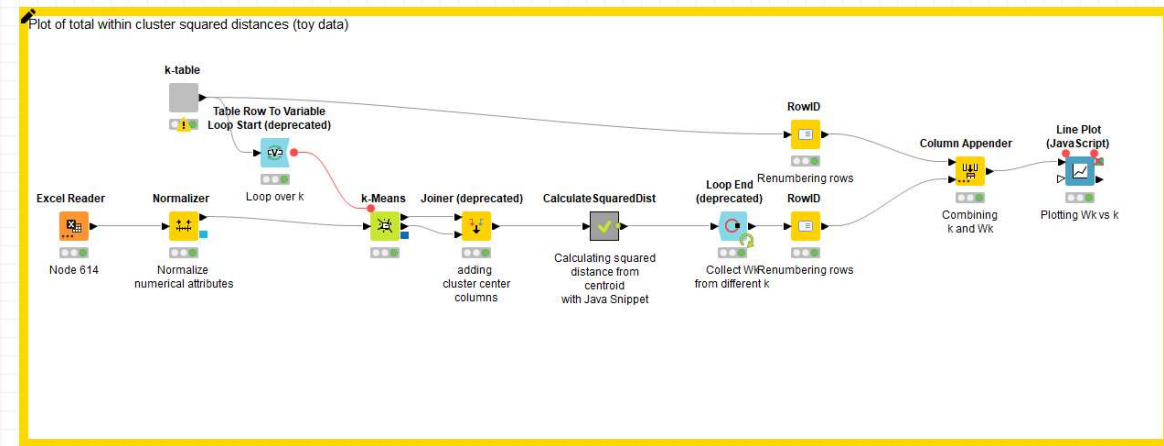 Plot of total within cluster squared distances (toy data)
k-table
Table Row To Variable
Loop Start (deprecated)
Loop over k
RowID
Renumbering rows
Column Appender
Combining
k and Wk
Line Plot
(JavaScript)
Plotting Wk vs k
Excel Reader
Node 614
Normalizer
Normalize
numerical attributes
k-Means
Joiner (deprecated)
adding
cluster center
columns
CalculateSquaredDist
Calculating squared
distance from
centroid
with Java Snippet
Loop End
(deprecated)
Collect Wk
from different k
RowID
Renumbering rows